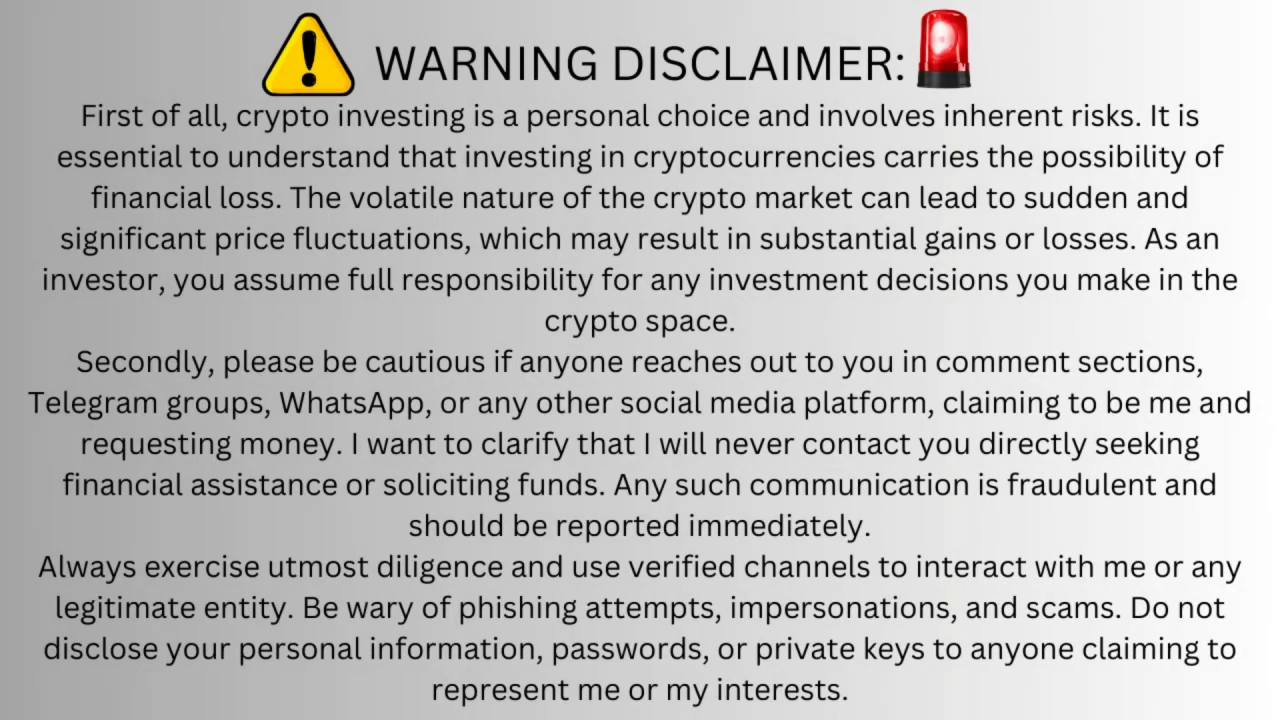 WARNING DISCLAIMER:
First of all, crypto investing is a personal choice and involves inherent risks. It is
essential to understand that investing in cryptocurrencies carries the possibility of
financial loss. The volatile nature of the crypto market can lead to sudden and
significant price fluctuations, which may result in substantial gains or losses. As an
investor, you assume full responsibility for any investment decisions you make in the
crypto space.
Secondly, please be cautious if anyone reaches out to you in comment sections,
Telegram groups, WhatsApp, or any other social media platform, claiming to be me and
requesting money. I want to clarify that I will never contact you directly seeking
financial assistance or soliciting funds. Any such communication is fraudulent and
should be reported immediately.
Always exercise utmost diligence and use verified channels to interact with me or any
legitimate entity. Be wary of phishing attempts, impersonations, and scams. Do not
disclose your personal information, passwords, or private keys to anyone claiming to
represent me or my interests.